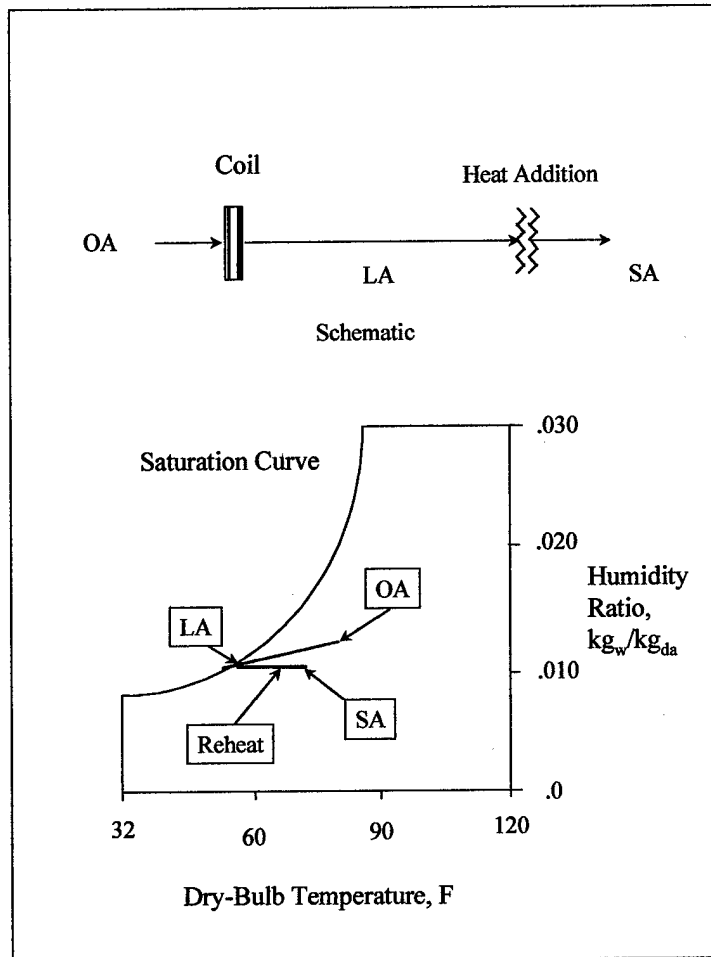 Coil
Heat Addition
OA
LA
SA
Schematic
.030
Saturation Curve
.020
OA
Humidity
Ratio,
kgw/kgda
LA
.010
SA
Reheat
.0
32
60
90
120
Dry-Bulb Temperature, F